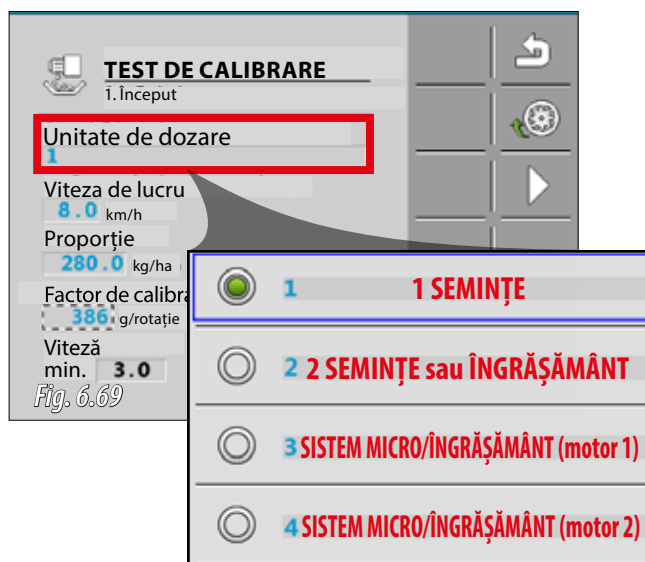 TEST DE CALIBRARE
1. Început
Unitate de dozare
1
Viteza de lucru
8.0 km/h
Proporție
280.0 kg/ha
Factor de calibra
386 g/rotație
Viteză
min. 3.0
Fig. 6.69
1 1 SEMINȚE
2 2 SEMINȚE sau ÎNGRĂȘĂMÂNT
3 SISTEM MICRO/ÎNGRĂȘĂMÂNT (motor 1)
4 SISTEM MICRO/ÎNGRĂȘĂMÂNT (motor 2)